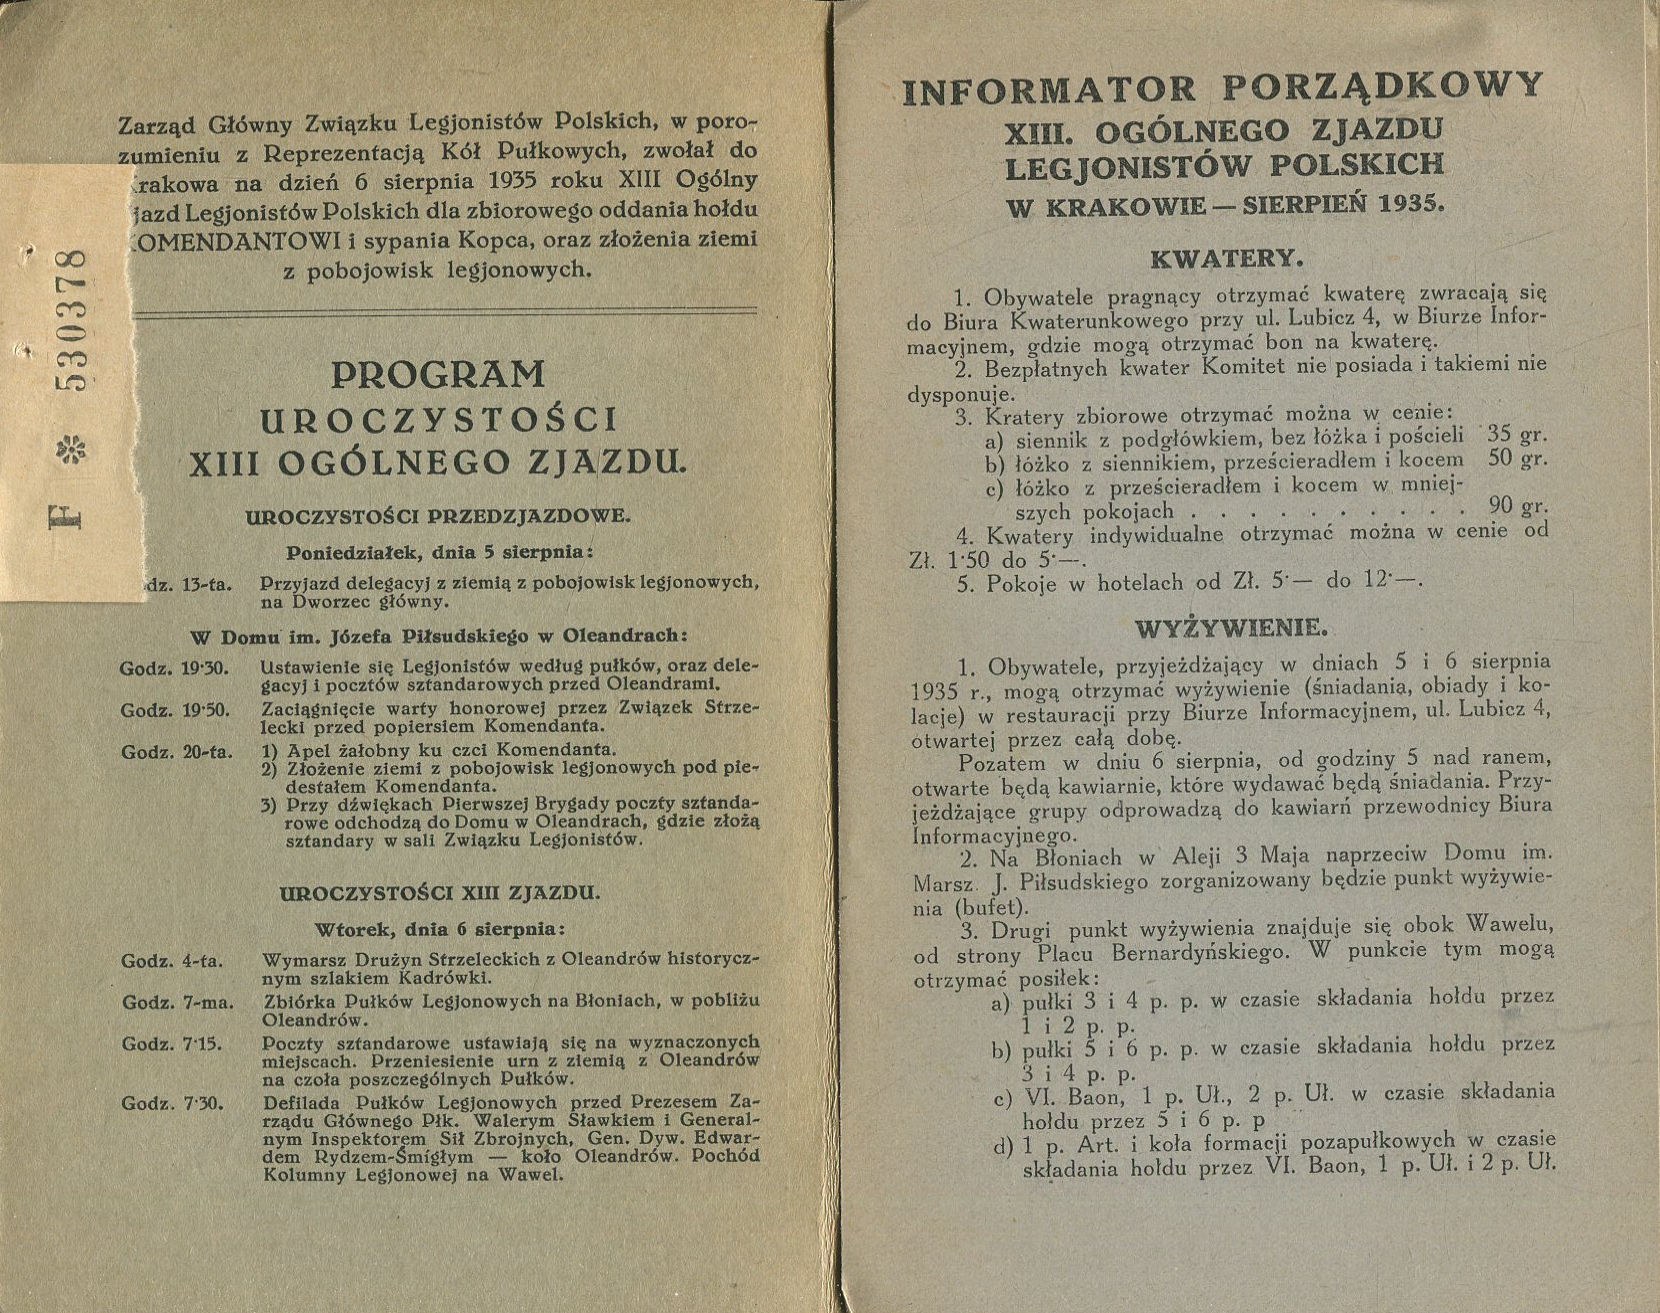 Zarząd Główny Związku Legjonistów Polskich, w poro-
zumieniu z Reprezentacją Kół Pułkowych, zwołał do
rakowa na dzień 6 sierpnia 1935 roku XIII Ogólny
jazd Legjonistów Polskich dla zbiorowego oddania hołdu
OMENDANTOWI i sypania Kopca, oraz złożenia ziemi
z pobojowisk legjonowych.
F * 530378
PROGRAM
UROCZYSTOŚCI
XIII OGÓLNEGO ZJAZDU.
UROCZYSTOŚCI PRZEDZJAZDOWE.
Poniedziałek, dnia 5 sierpnia:
dz. 13-ta. Przyjazd delegacyj z ziemią z pobojowisk legjonowych,
na Dworzec główny.
W Domu im. Józefa Piłsudskiego w Oleandrach:
Godz. 19·30. Ustawienie się Legjonistów według pułków, oraz dele-
gacyj i pocztów sztandarowych przed Oleandrami.
Godz. 19·50. Zaciągnięcie warty honorowej przez Związek Strze-
lecki przed popiersiem Komendanta.
Godz. 20-ta. 1) Apel żałobny ku czci Komendanta.
2) Złożenie ziemi z pobojowisk legjonowych pod pie-
destałem Komendanta.
3) Przy dźwiękach Pierwszej Brygady poczty sztanda-
rowe odchodzą do Domu w Oleandrach, gdzie złożą
sztandary w sali Związku Legjonistów.
UROCZYSTOŚCI XIII ZJAZDU.
Wtorek, dnia 6 sierpnia:
Godz. 4-ta. Wymarsz Drużyn Strzeleckich z Oleandrów historycz-
nym szlakiem Kadrówki.
Godz. 7-ma. Zbiórka Pułków Legjonowych na Błoniach, w pobliżu
Oleandrów.
Godz. 7·15. Poczty sztandarowe ustawiają się na wyznaczonych
miejscach. Przeniesienie urn z ziemią z Oleandrów
na czoła poszczególnych Pułków.
Godz. 7·30. Defilada Pułków Legjonowych przed Prezesem Za-
rządu Głównego Płk. Walerym Sławkiem i General-
nym Inspektorem Sił Zbrojnych, Gen. Dyw. Edwar-
dem Rydzem-Śmigłym — koło Oleandrów. Pochód
Kolumny Legjonowej na Wawel.
INFORMATOR PORZĄDKOWY
XIII. OGÓLNEGO ZJAZDU
LEGJONISTÓW POLSKICH
W KRAKOWIE — SIERPIEŃ 1935.
KWATERY.
1. Obywatele pragnący otrzymać kwaterę zwracają się
do Biura Kwaterunkowego przy ul. Lubicz 4, w Biurze Infor-
macyjnem, gdzie mogą otrzymać bon na kwaterę.
2. Bezpłatnych kwater Komitet nie posiada i takiemi nie
dysponuje.
3. Kratery zbiorowe otrzymać można w cenie:
a) siennik z podgłówkiem, bez łóżka i pościeli 35 gr.
b) łóżko z siennikiem, prześcieradłem i kocem 50 gr.
c) łóżko z prześcieradłem i kocem w mniej-
szych pokojach . . . . . . . . . . 90 gr.
4. Kwatery indywidualne otrzymać można w cenie od
Zł. 1·50 do 5·—.
5. Pokoje w hotelach od Zł. 5·— do 12·—.
WYŻYWIENIE.
1. Obywatele, przyjeżdżający w dniach 5 i 6 sierpnia
1935 r., mogą otrzymać wyżywienie (śniadania, obiady i ko-
lacje) w restauracji przy Biurze Informacyjnem, ul. Lubicz 4,
otwartej przez całą dobę.
Pozatem w dniu 6 sierpnia, od godziny 5 nad ranem,
otwarte będą kawiarnie, które wydawać będą śniadania. Przy-
jeżdżające grupy odprowadzą do kawiarń przewodnicy Biura
Informacyjnego.
2. Na Błoniach w Aleji 3 Maja naprzeciw Domu im.
Marsz. J. Piłsudskiego zorganizowany będzie punkt wyżywie-
nia (bufet).
3. Drugi punkt wyżywienia znajduje się obok Wawelu,
od strony Placu Bernardyńskiego. W punkcie tym mogą
otrzymać posiłek:
a) pułki 3 i 4 p. p. w czasie składania hołdu przez
1 i 2 p. p.
b) pułki 5 i 6 p. p. w czasie składania hołdu przez
3 i 4 p. p.
c) VI. Baon, 1 p. Uł., 2 p. Uł. w czasie składania
hołdu przez 5 i 6 p. p
d) 1 p. Art. i koła formacji pozapułkowych w czasie
składania hołdu przez VI. Baon, 1 p. Uł. i 2 p. Uł.